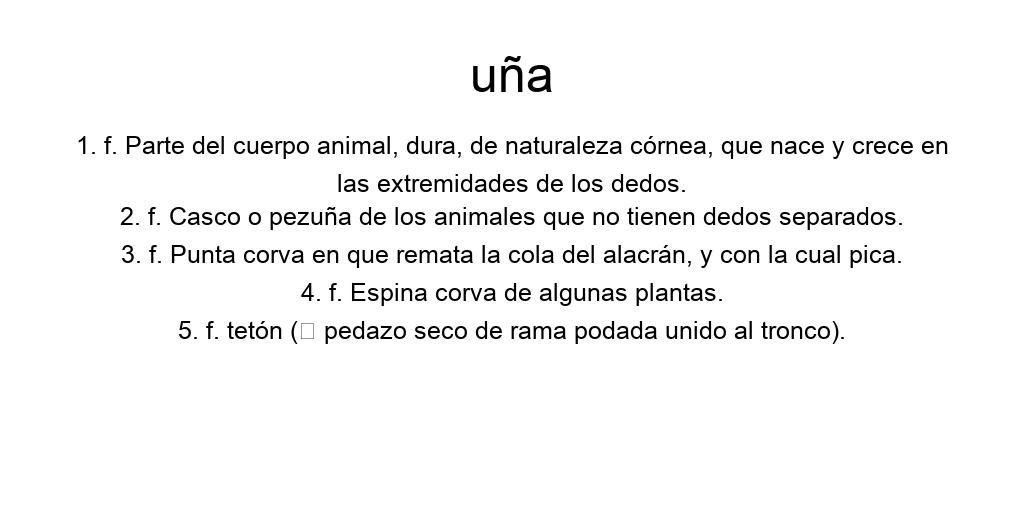 uña
1. f. Parte del cuerpo animal, dura, de naturaleza córnea, que nace y crece en
las extremidades de los dedos.
2. f. Casco o pezuña de los animales que no tienen dedos separados.
3. f. Punta corva en que remata la cola del alacrán, y con la cual pica.
4. f. Espina corva de algunas plantas.
5. f. tetón (□ pedazo seco de rama podada unido al tronco).